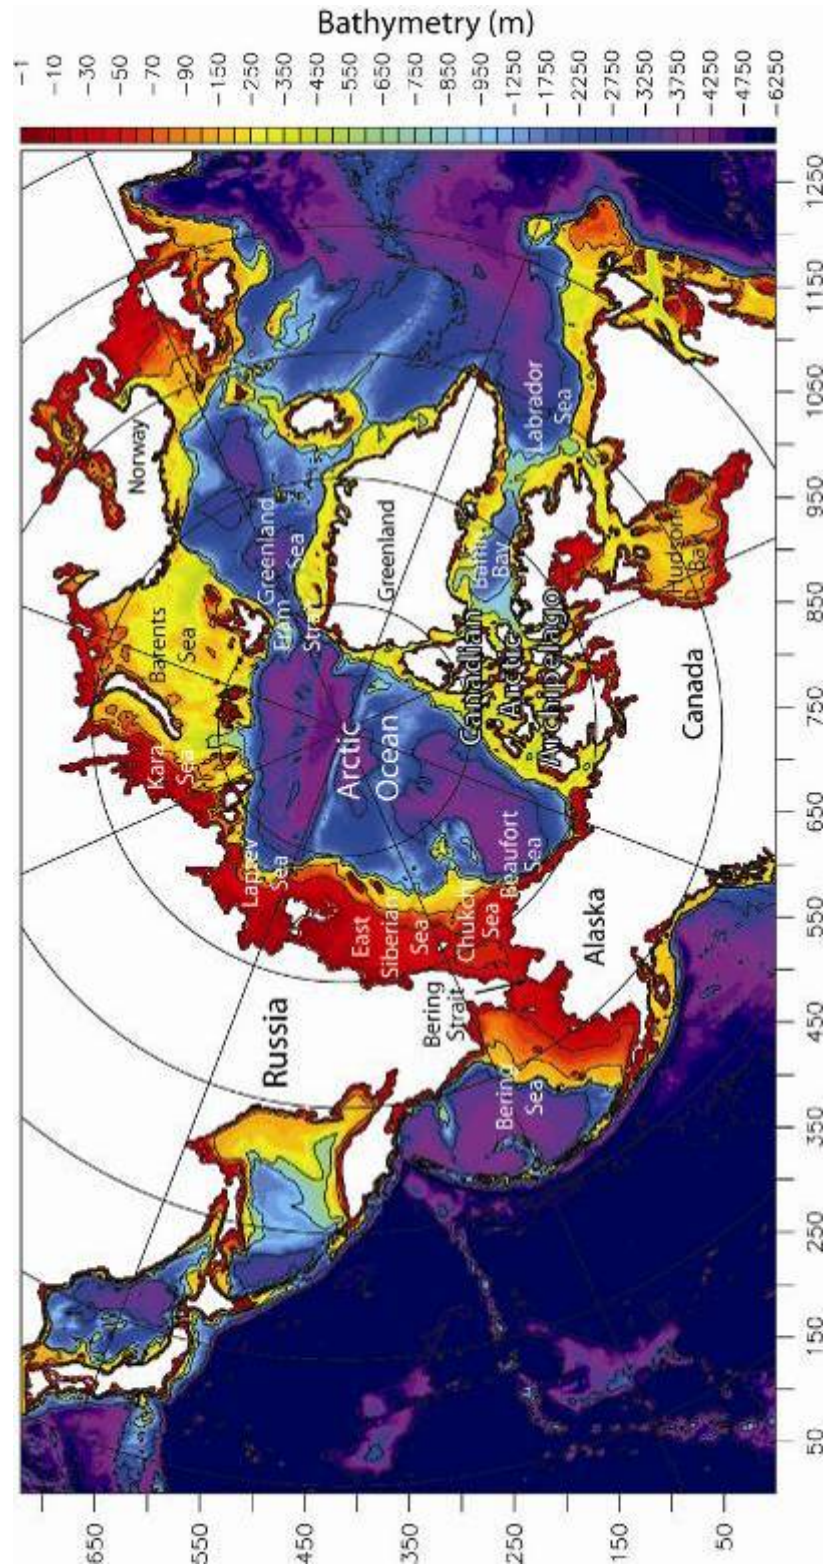 Bathymetry (m)
−1
−10
−30
−50
−70
−90
−150
−250
−350
−450
−550
−650
−750
−850
−950
−1250
−1750
−2250
−2750
−3250
−3750
−4250
−4750
−6250
Norway
Labrador
Sea
Greenland
Sea
Greenland
Baffin
Bay
Hudson
Bay
Fram
Strait
Barents
Sea
Canadian
Arctic
Archipelago
Canada
Kara
Sea
Arctic
Ocean
Laptev
Sea
Beaufort
Sea
East
Siberian
Sea
Chukchi
Sea
Alaska
Bering
Strait
Russia
Bering
Sea
1250
1150
1050
950
850
750
650
550
450
350
250
150
50
650
350
150
50